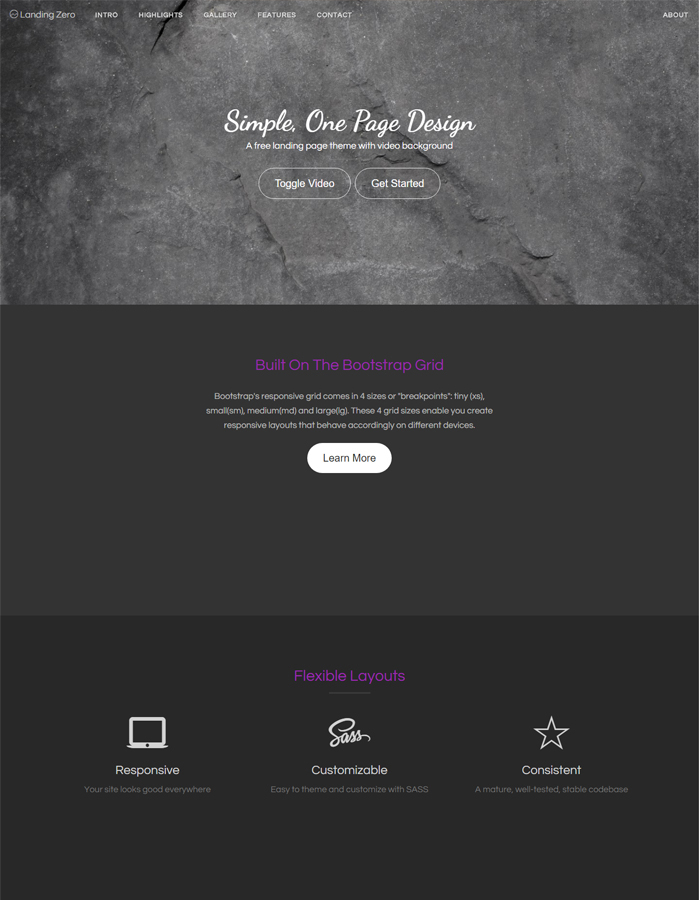 Landing Zero INTRO HIGHLIGHTS GALLERY FEATURES CONTACT ABOUT
Simple, One Page Design
A free landing page theme with video background
Toggle Video Get Started
Built On The Bootstrap Grid
Bootstrap's responsive grid comes in 4 sizes or "breakpoints": tiny (xs),
small(sm), medium(md) and large(lg). These 4 grid sizes enable you create
responsive layouts that behave accordingly on different devices.
Learn More
Flexible Layouts
Sass
Responsive Customizable Consistent
Your site looks good everywhere Easy to theme and customize with SASS A mature, well-tested, stable codebase